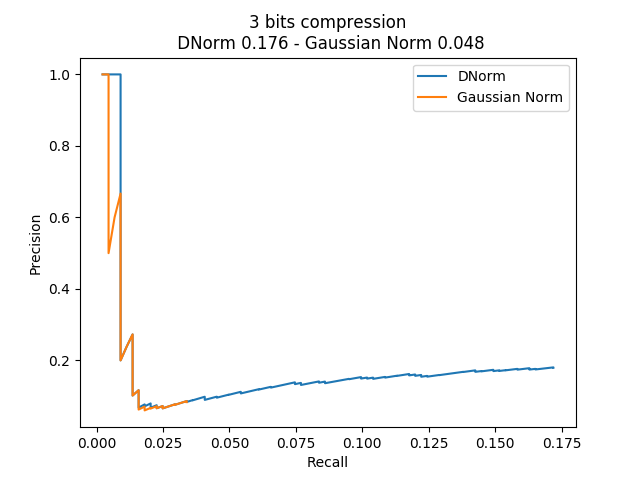 3 bits compression
DNorm 0.176 - Gaussian Norm 0.048
DNorm
Gaussian Norm
1.0
0.8
0.6
0.4
0.2
Precision
0.000 0.025 0.050 0.075 0.100 0.125 0.150 0.175
Recall